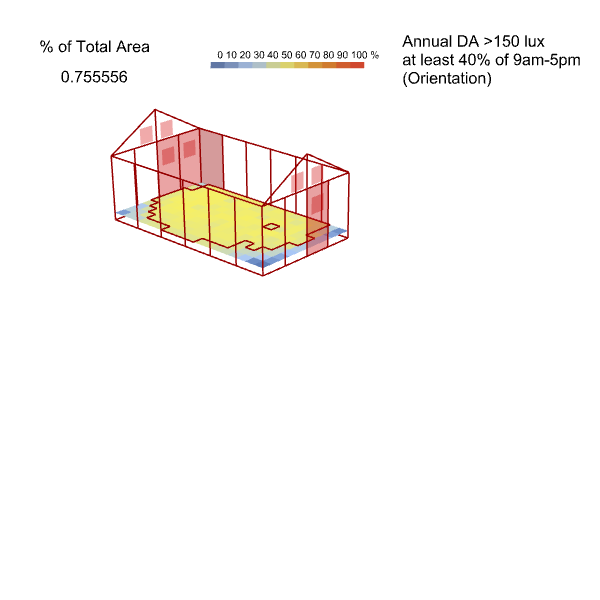 % of Total Area
0.755556
0 10 20 30 40 50 60 70 80 90 100 %
Annual DA >150 lux
at least 40% of 9am-5pm
(Orientation)